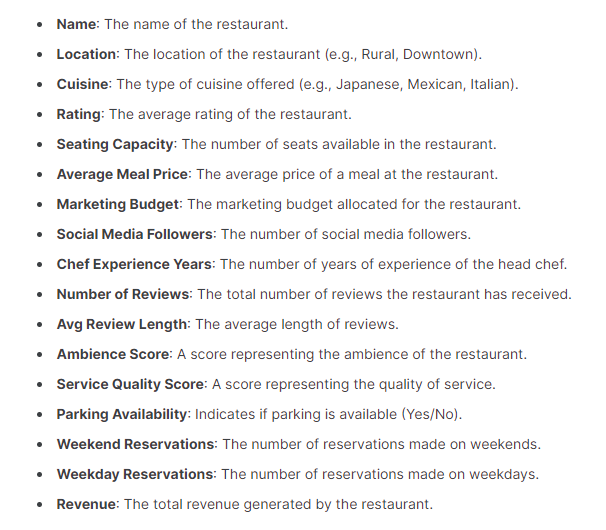 • Name: The name of the restaurant.
• Location: The location of the restaurant (e.g., Rural, Downtown).
• Cuisine: The type of cuisine offered (e.g., Japanese, Mexican, Italian).
• Rating: The average rating of the restaurant.
• Seating Capacity: The number of seats available in the restaurant.
• Average Meal Price: The average price of a meal at the restaurant.
• Marketing Budget: The marketing budget allocated for the restaurant.
• Social Media Followers: The number of social media followers.
• Chef Experience Years: The number of years of experience of the head chef.
• Number of Reviews: The total number of reviews the restaurant has received.
• Avg Review Length: The average length of reviews.
• Ambience Score: A score representing the ambience of the restaurant.
• Service Quality Score: A score representing the quality of service.
• Parking Availability: Indicates if parking is available (Yes/No).
• Weekend Reservations: The number of reservations made on weekends.
• Weekday Reservations: The number of reservations made on weekdays.
• Revenue: The total revenue generated by the restaurant.